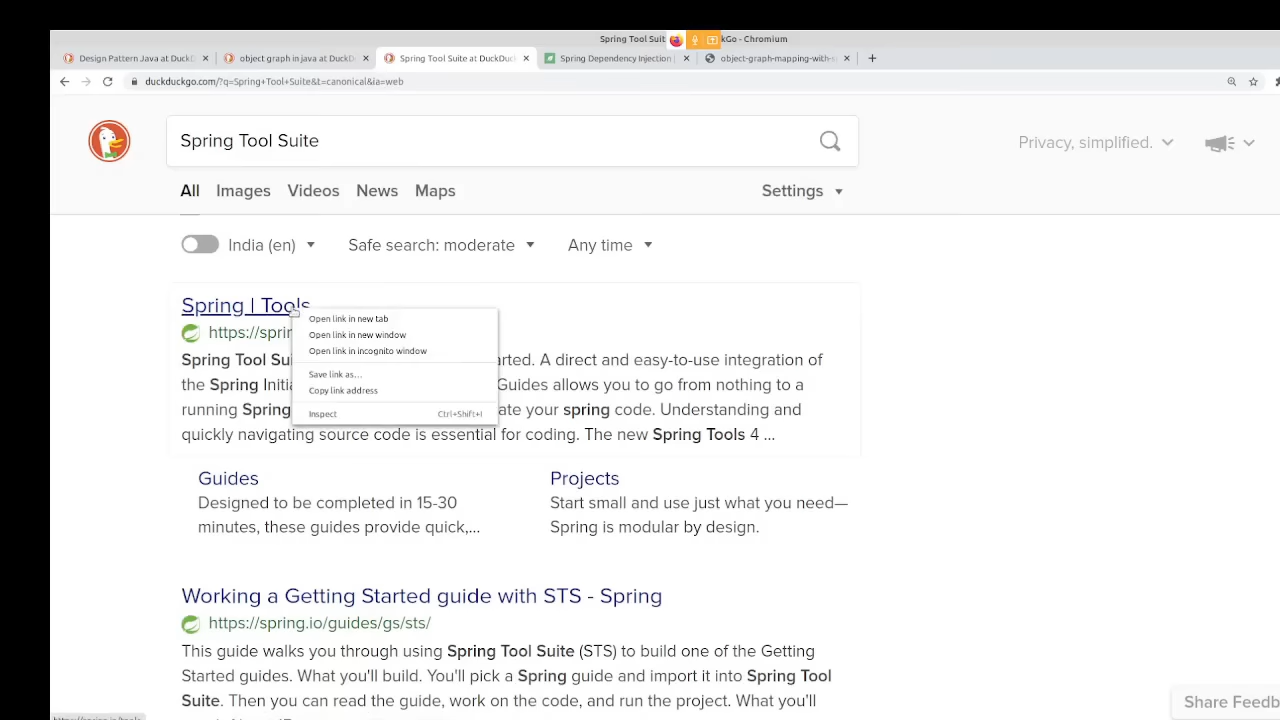 Spring Tool Suit kGo - Chromium
Design Pattern Java at DuckD
object graph in java at DuckD
Spring Tool Suite at DuckDuc
Spring Dependency Injection
object-graph-mapping-with-s
duckduckgo.com/?q=Spring+Tool+Suite&t=canonical&ia=web
Spring Tool Suite
Privacy, simplified.
All Images Videos News Maps Settings
India (en) Safe search: moderate Any time
Spring | Tools
https://sprin
Open link in new tab
Open link in new window
Open link in incognito window
Save link as...
Copy link address
Inspect Ctrl+Shift+I
Spring Tool Sui arted. A direct and easy-to-use integration of
the Spring Initia Guides allows you to go from nothing to a
running Spring ate your spring code. Understanding and
quickly navigating source code is essential for coding. The new Spring Tools 4 ...
Guides
Designed to be completed in 15-30
minutes, these guides provide quick,...
Projects
Start small and use just what you need—
Spring is modular by design.
Working a Getting Started guide with STS - Spring
https://spring.io/guides/gs/sts/
This guide walks you through using Spring Tool Suite (STS) to build one of the Getting
Started guides. What you'll build. You'll pick a Spring guide and import it into Spring Tool
Suite. Then you can read the guide, work on the code, and run the project. What you'll
Share Feedb